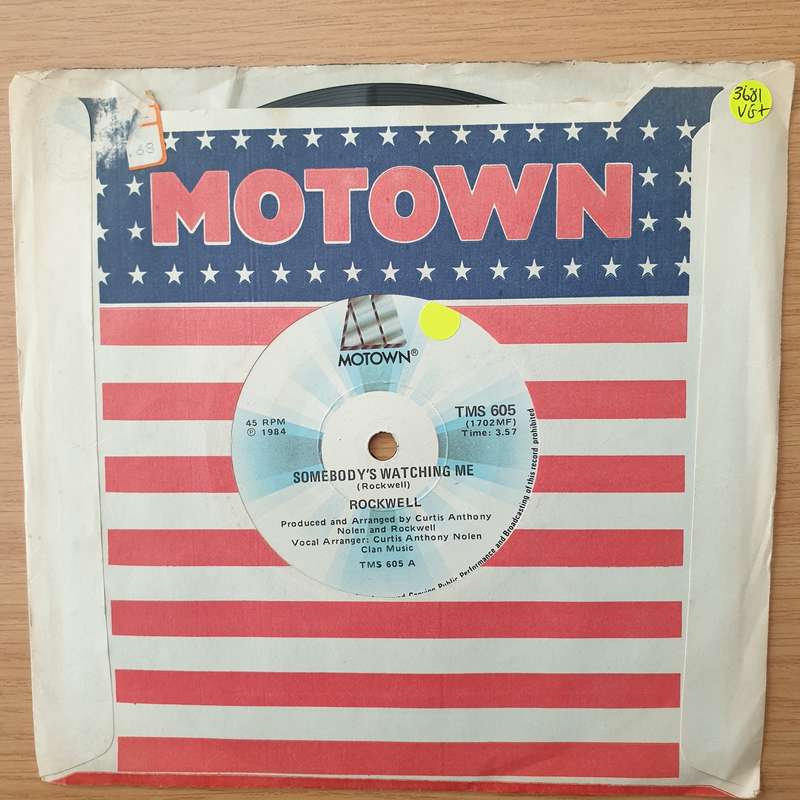 3681
VG+
.63
MOTOWN
MOTOWN®
45 RPM
℗ 1984
TMS 605
(1702MF)
Time: 3.57
SOMEBODY'S WATCHING ME
(Rockwell)
ROCKWELL
Produced and Arranged by Curtis Anthony
Nolen and Rockwell
Vocal Arranger: Curtis Anthony Nolen
Clan Music
TMS 605 A
Copying Public Performance and Broadcasting of this record prohibited